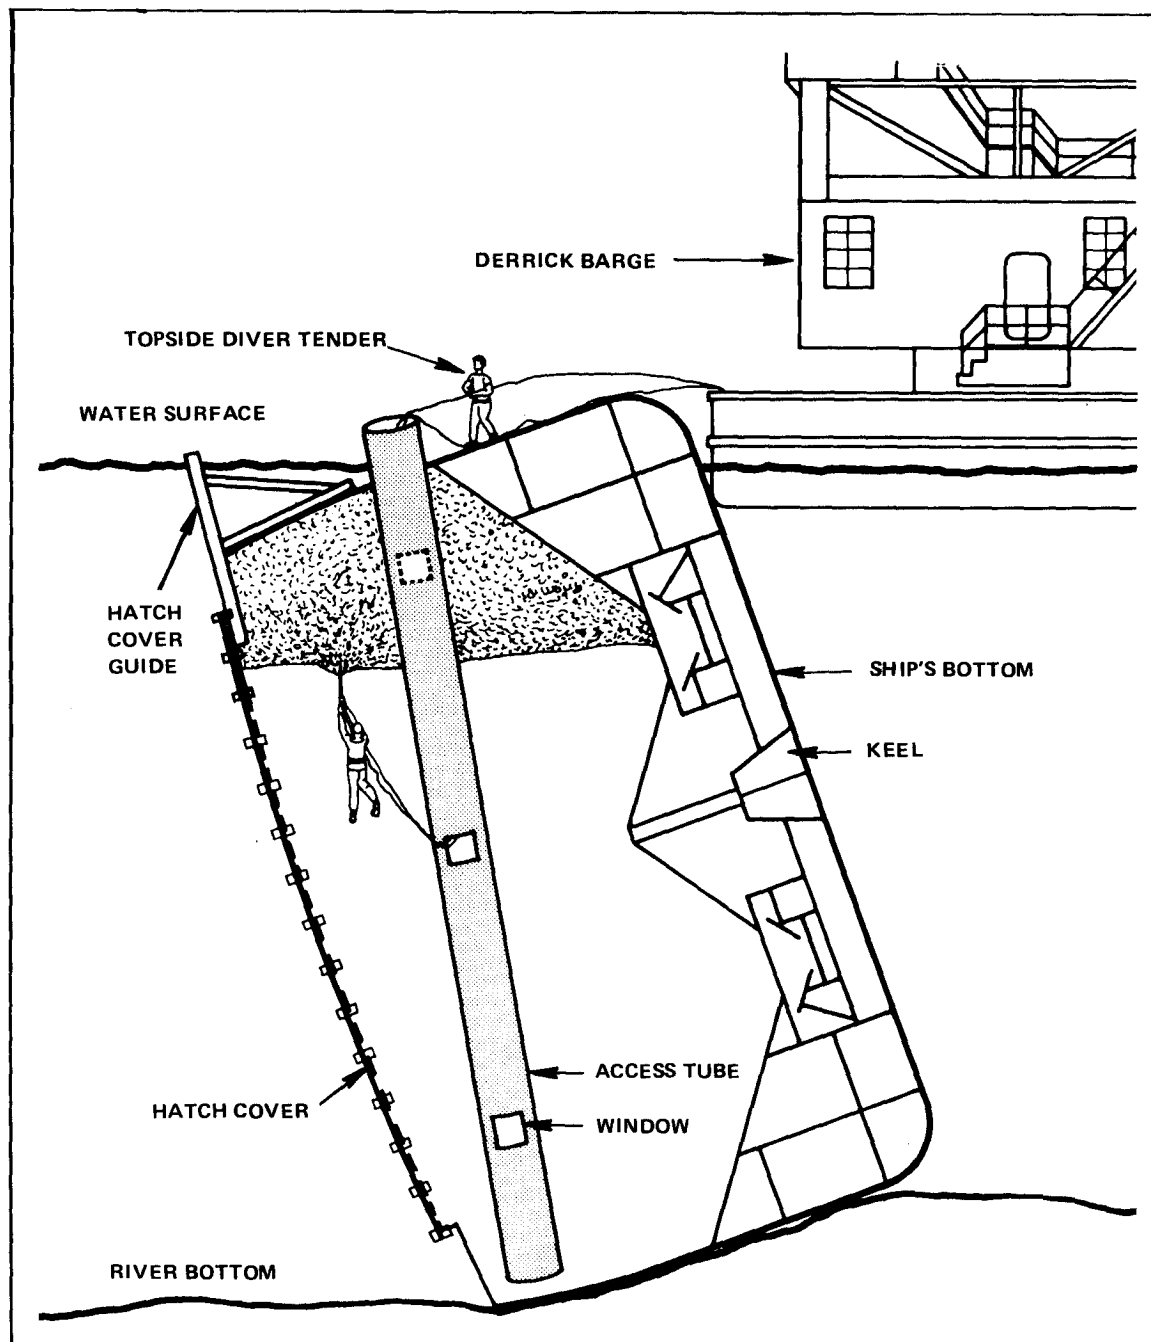 DERRICK BARGE
TOPSIDE DIVER TENDER
WATER SURFACE
HATCH
COVER
GUIDE
SHIP'S BOTTOM
KEEL
ACCESS TUBE
HATCH COVER
WINDOW
RIVER BOTTOM